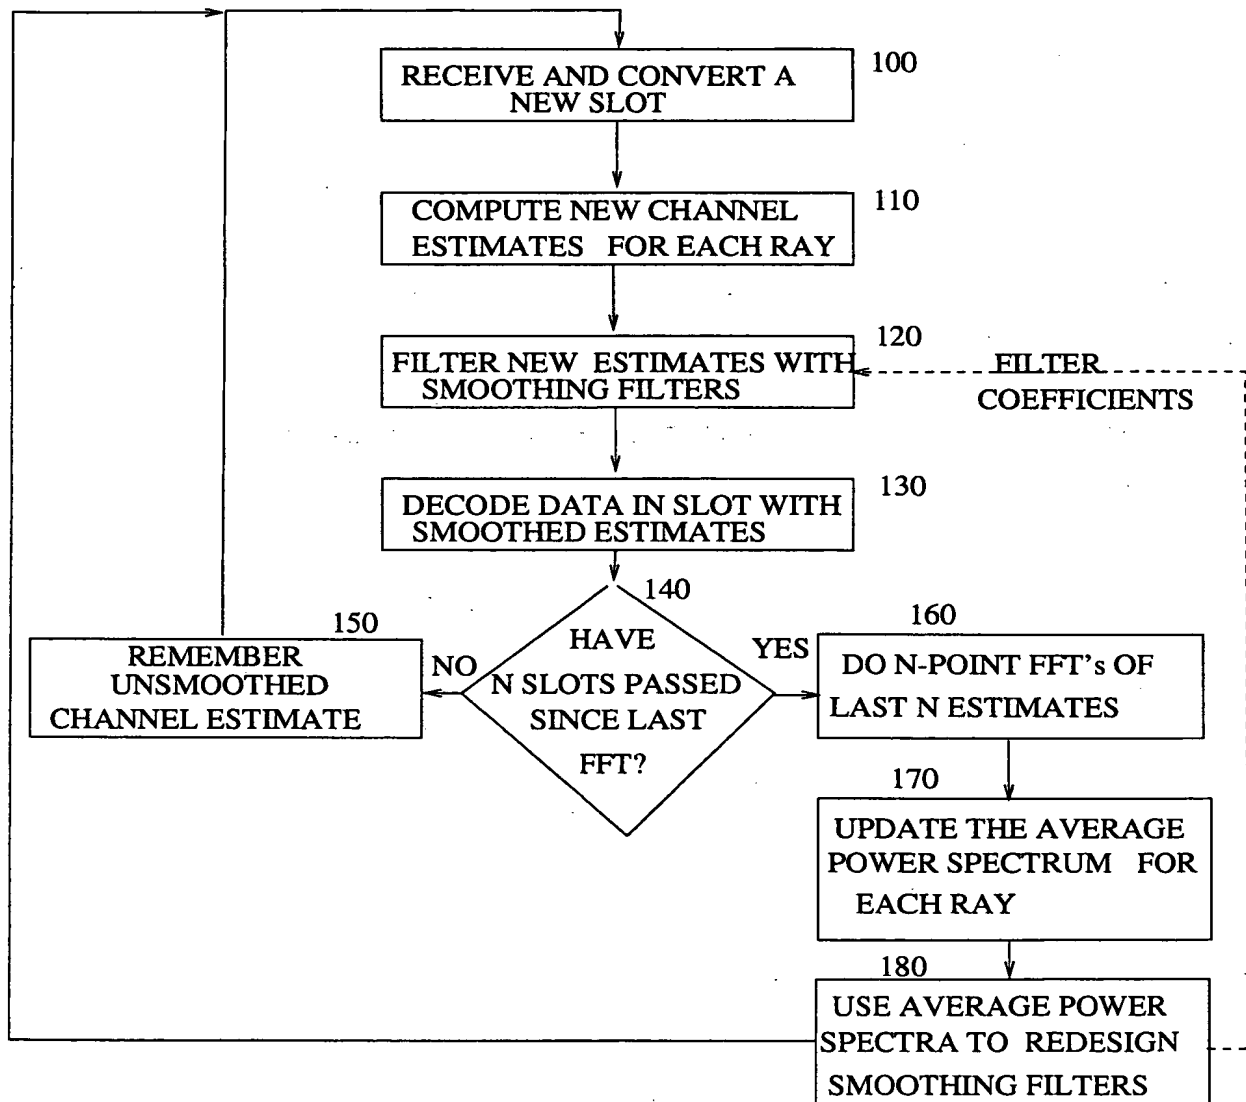 100
RECEIVE AND CONVERT A
NEW SLOT
110
COMPUTE NEW CHANNEL
ESTIMATES FOR EACH RAY
120
FILTER NEW ESTIMATES WITH
SMOOTHING FILTERS
FILTER
COEFFICIENTS
130
DECODE DATA IN SLOT WITH
SMOOTHED ESTIMATES
140
HAVE
N SLOTS PASSED
SINCE LAST
FFT?
NO
150
REMEMBER
UNSMOOTHED
CHANNEL ESTIMATE
YES
160
DO N-POINT FFT's OF
LAST N ESTIMATES
170
UPDATE THE AVERAGE
POWER SPECTRUM FOR
EACH RAY
180
USE AVERAGE POWER
SPECTRA TO REDESIGN
SMOOTHING FILTERS